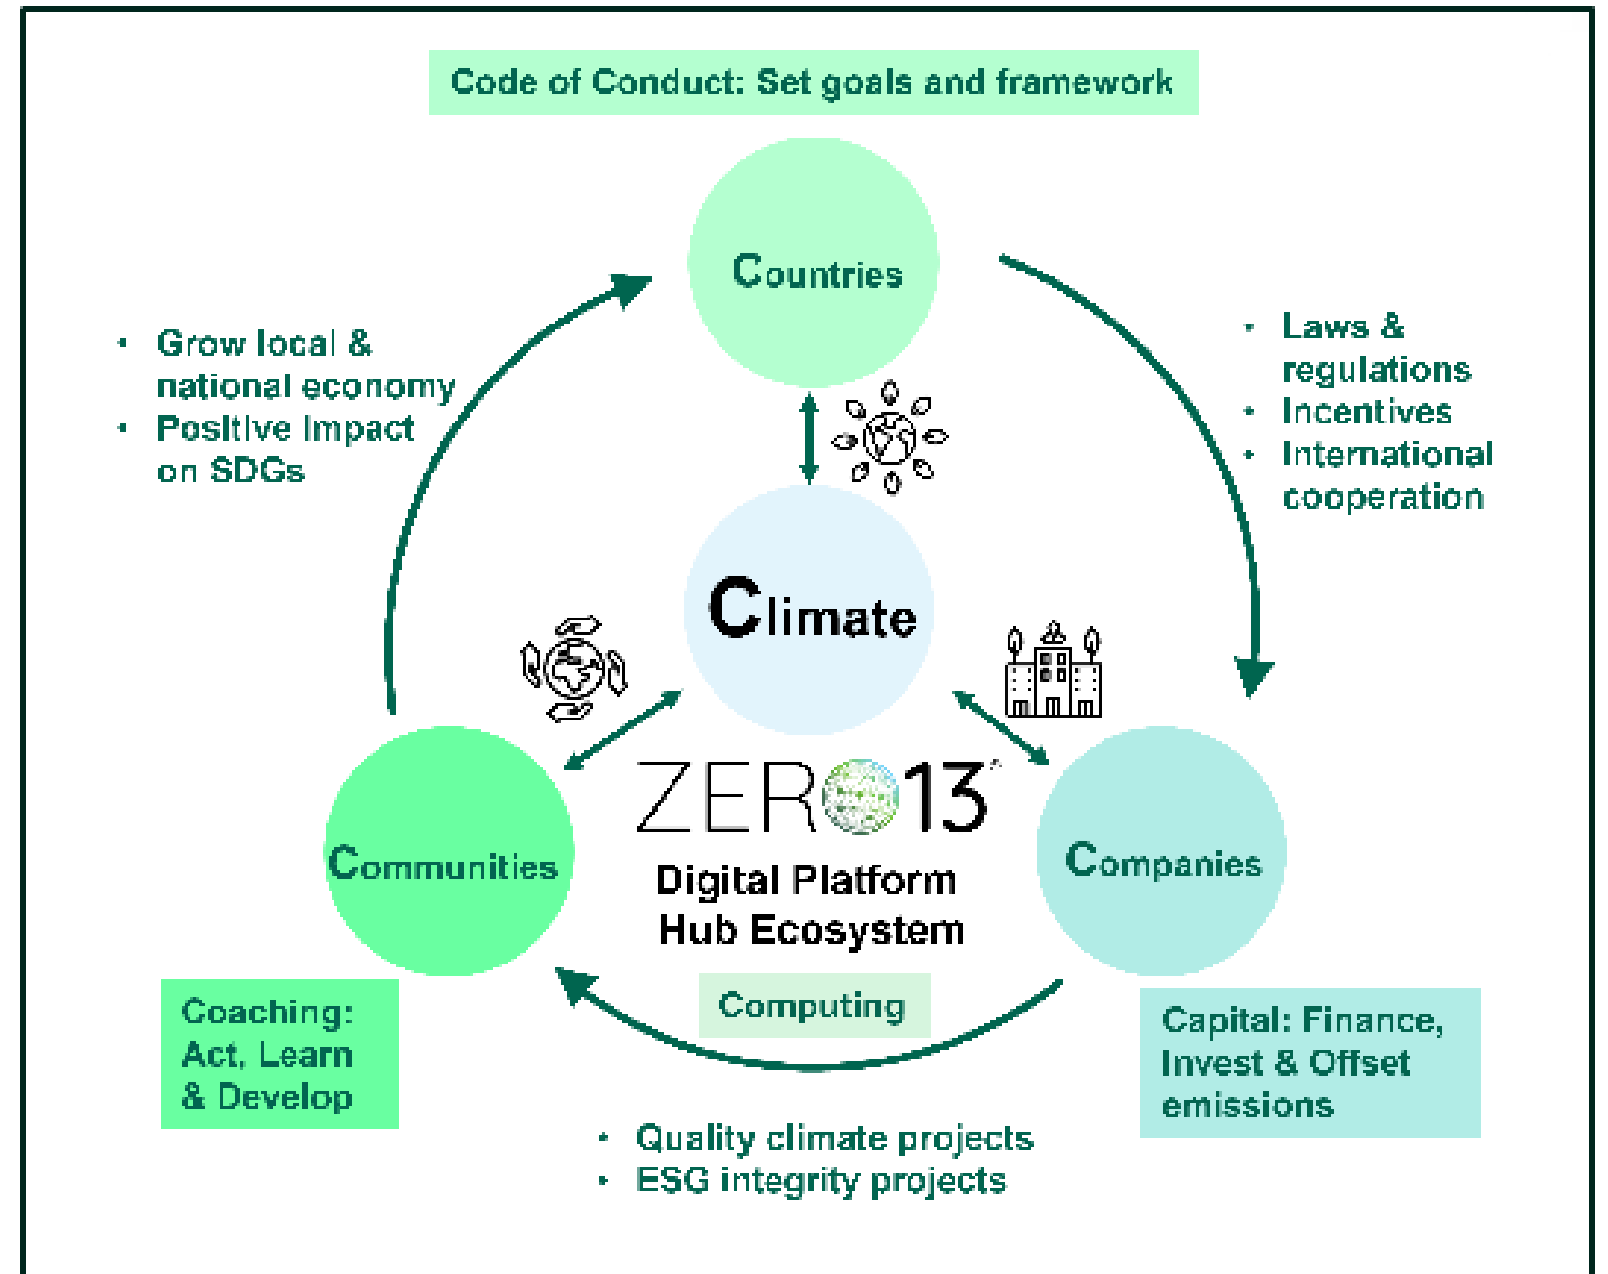 Code of Conduct: Set goals and framework
Countries
• Grow local &
national economy
• Positive impact
on SDGs
• Laws &
regulations
• Incentives
• International
cooperation
Climate
ZERO13
Digital Platform
Hub Ecosystem
Communities
Companies
Computing
Coaching:
Act, Learn
& Develop
Capital: Finance,
Invest & Offset
emissions
• Quality climate projects
• ESG integrity projects